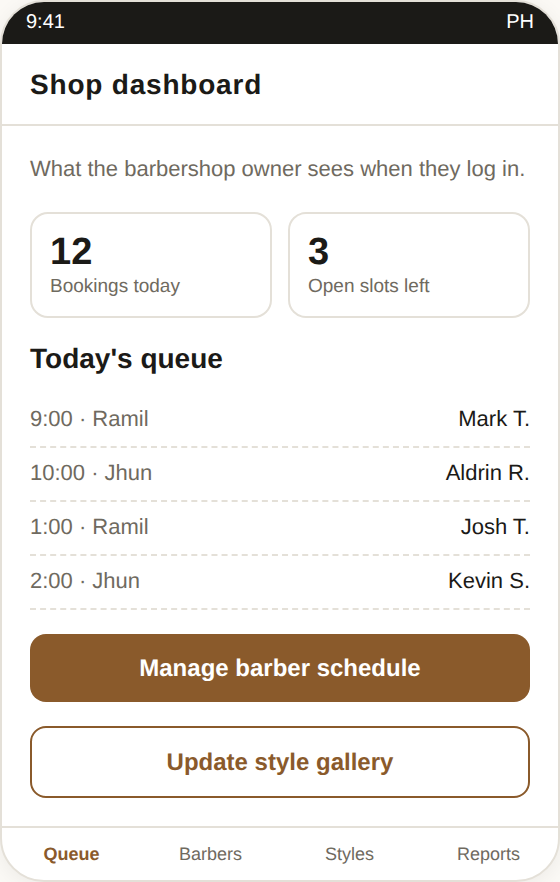 9:41 PH
Shop dashboard
What the barbershop owner sees when they log in.
12 3
Bookings today Open slots left
Today's queue
9:00 · Ramil Mark T.
10:00 · Jhun Aldrin R.
1:00 · Ramil Josh T.
2:00 · Jhun Kevin S.
Manage barber schedule
Update style gallery
Queue Barbers Styles Reports